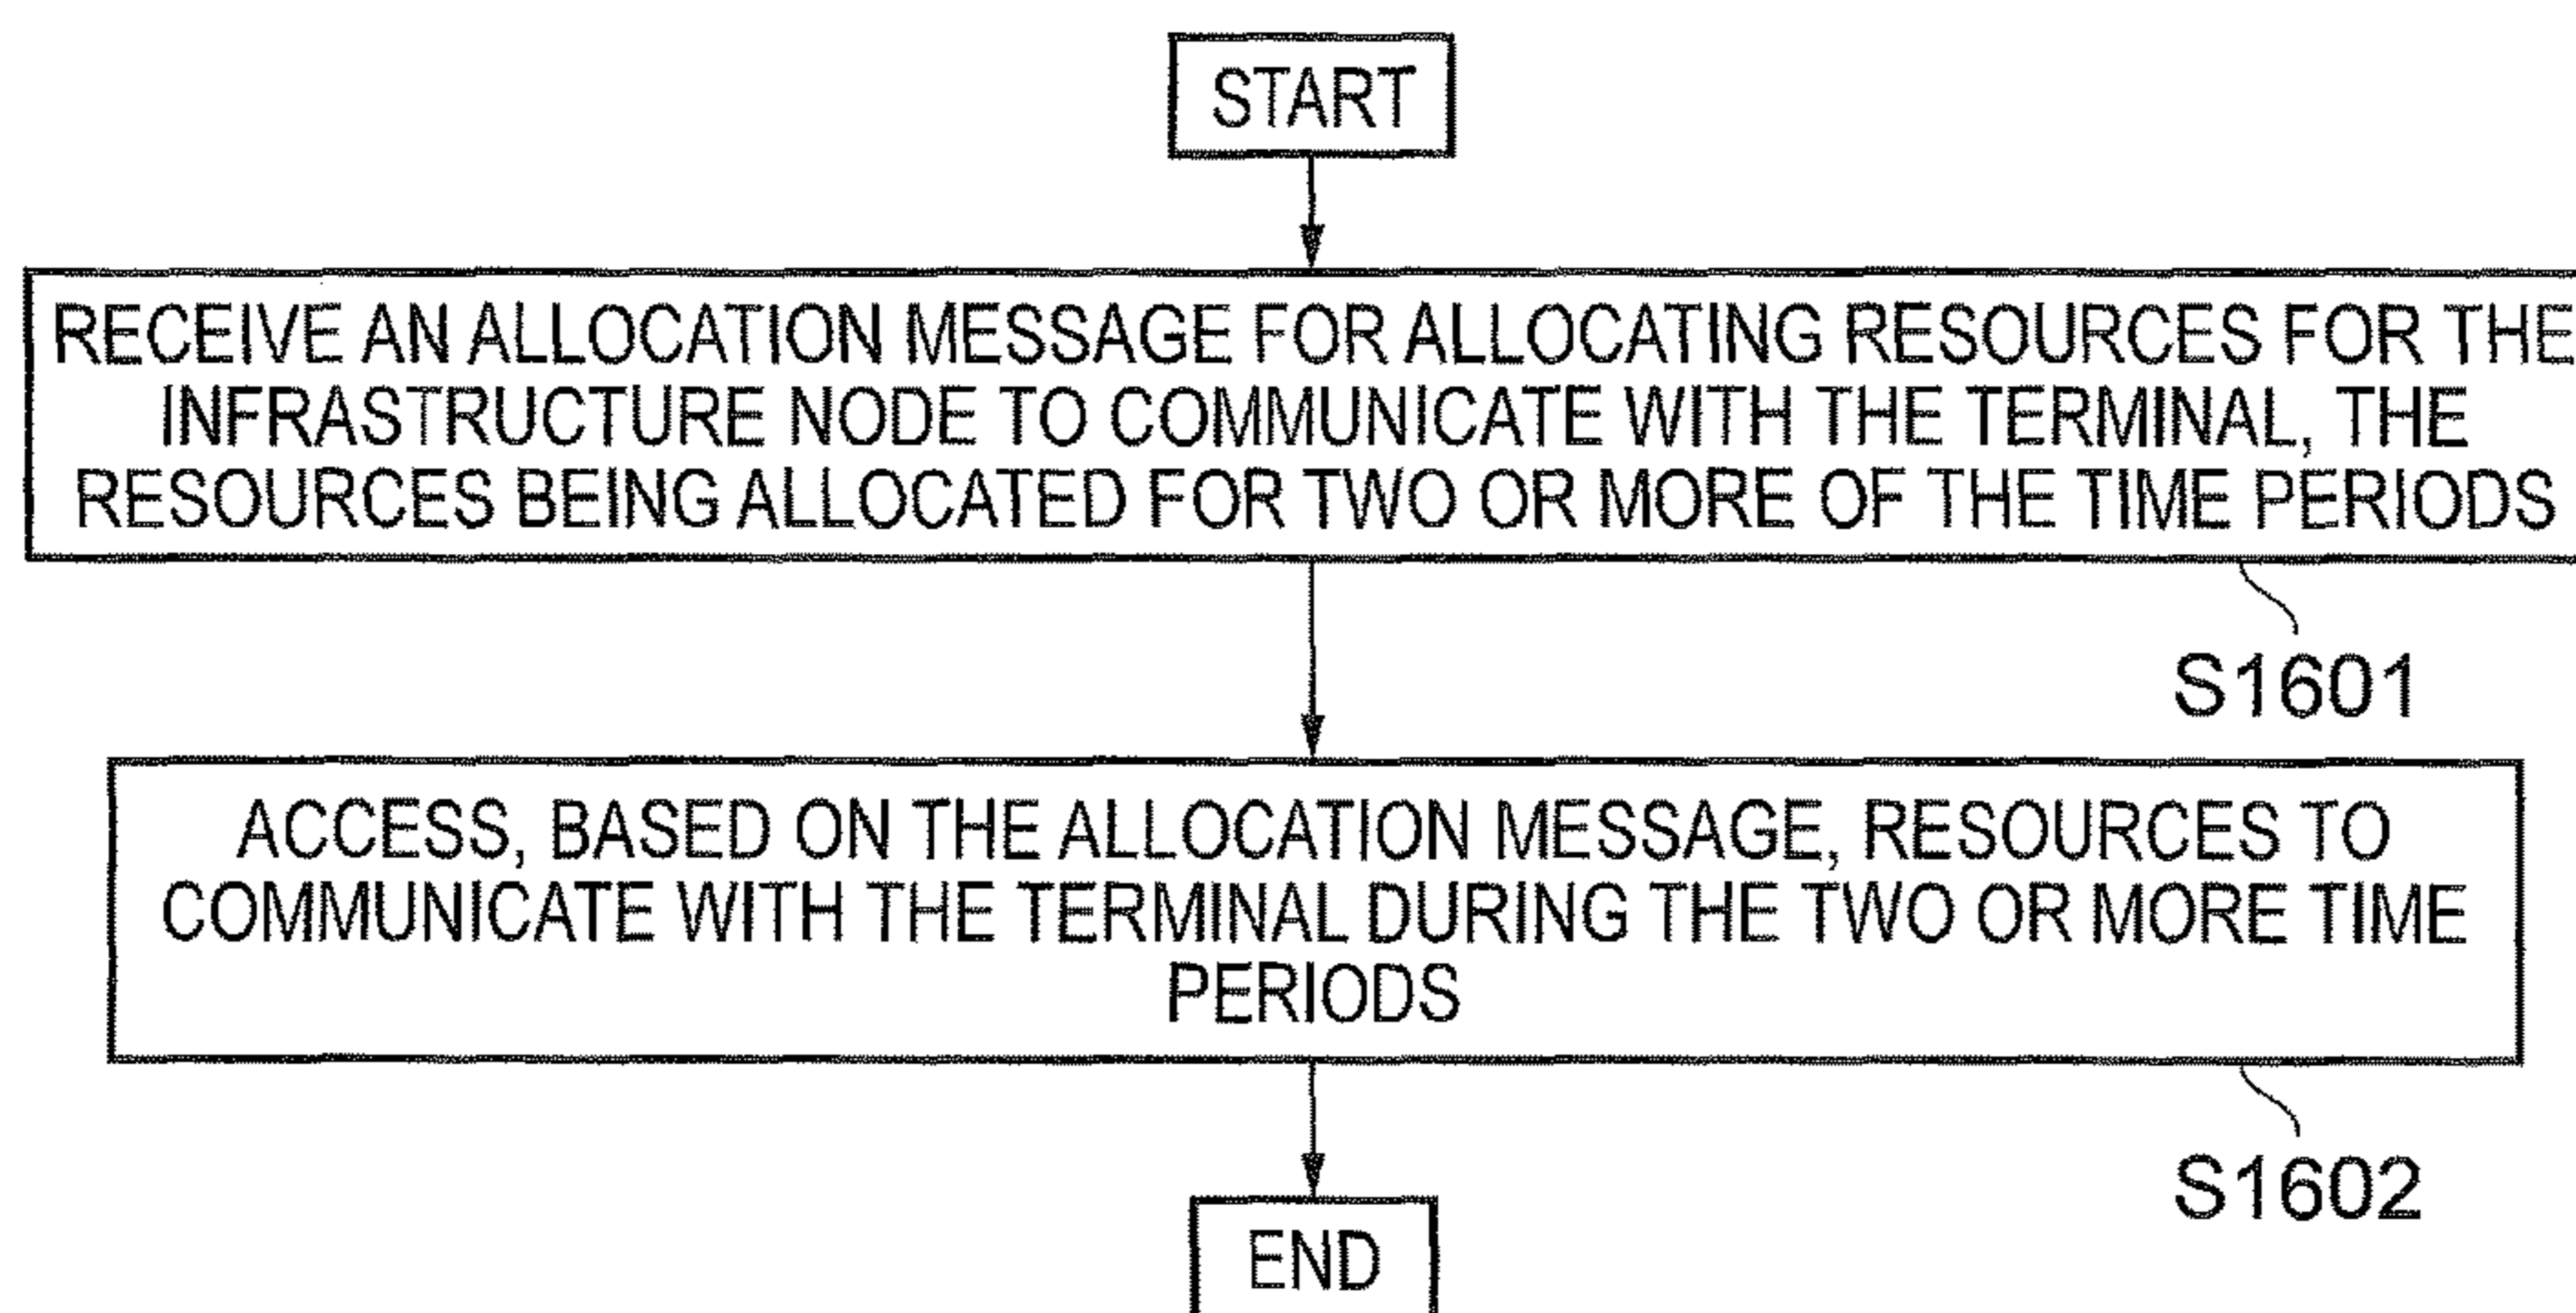 START
RECEIVE AN ALLOCATION MESSAGE FOR ALLOCATING RESOURCES FOR THE
INFRASTRUCTURE NODE TO COMMUNICATE WITH THE TERMINAL, THE
RESOURCES BEING ALLOCATED FOR TWO OR MORE OF THE TIME PERIODS
S1601
ACCESS, BASED ON THE ALLOCATION MESSAGE, RESOURCES TO
COMMUNICATE WITH THE TERMINAL DURING THE TWO OR MORE TIME
PERIODS
S1602
END